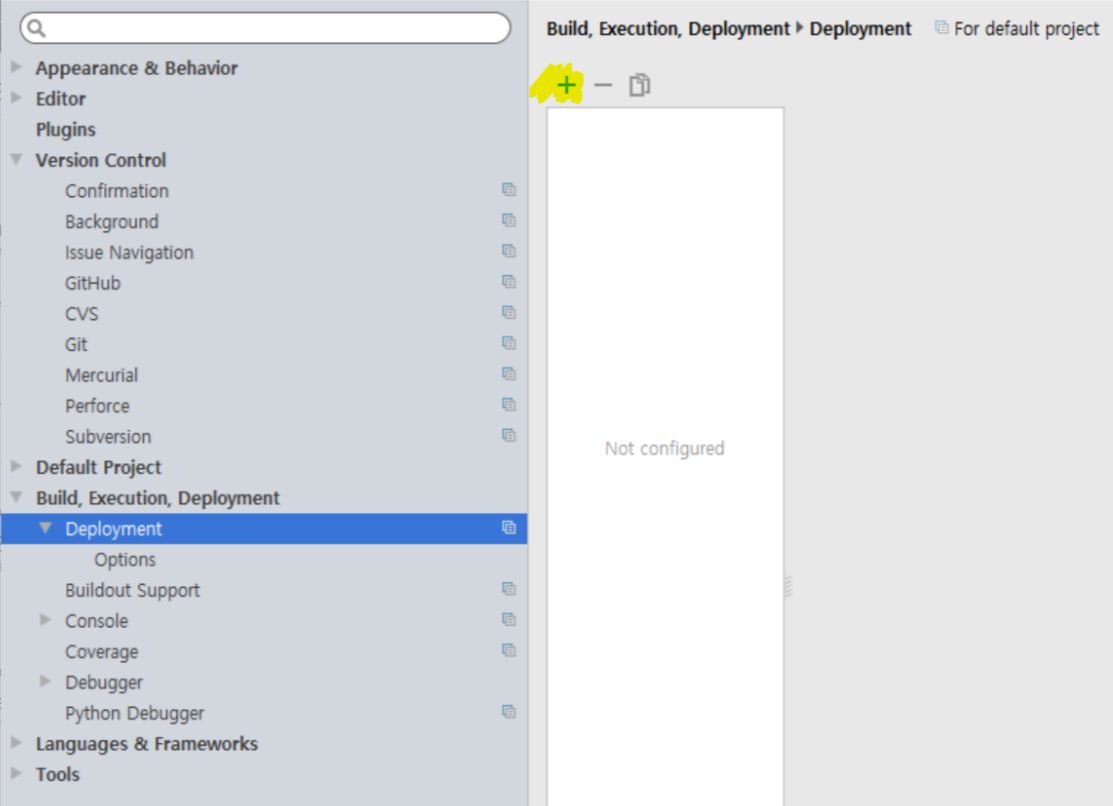 Build, Execution, Deployment Deployment For default project
Appearance & Behavior
Editor
Plugins
Version Control
Confirmation
Background
Issue Navigation
GitHub
CVS
Git
Mercurial
Perforce
Subversion
Default Project
Build, Execution, Deployment
Deployment
Options
Buildout Support
Console
Coverage
Debugger
Python Debugger
Languages & Frameworks
Tools
Not configured